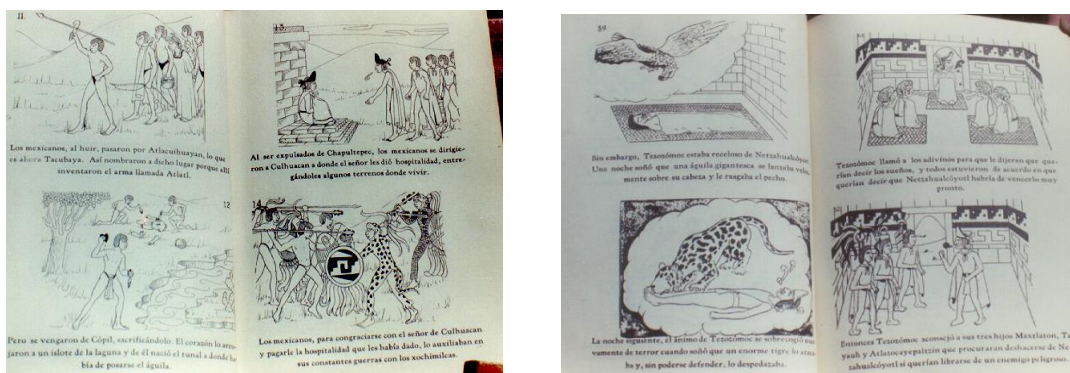 11.
Los mexicanos, al huir, pasaron por Atlacuihuayan, lo que
es ahora Tacubaya. Así nombraron a dicho lugar porque allí
inventaron el arma llamada Atlatl.
12.
Pero se vengaron de Cópil, sacrificándolo. El corazón lo
jaron a un islote de la laguna y de él nació el tunal a donde
bía de posarse el águila.
13.
Al ser expulsados de Chapultepec, los mexicanos se dirigie-
ron a Culhuacan a donde el señor les dió hospitalidad, entre-
gándoles algunos terrenos donde vivir.
Los mexicanos, para congraciarse con el señor de Culhuacan
y pagarle la hospitalidad que les había dado, lo auxiliaban en
sus constantes guerras con los xochimilcas.
59
Sin embargo, Tezozómoc estaba receloso de Netzahualcóyotl.
Una noche soñó que una águila gigantesca se lanzaba veloz-
mente sobre su cabeza y le rasgaba el pecho.
La noche siguiente, el ánimo de Tezozómoc se sobrecogió nue-
vamente de terror cuando soñó que un enorme tigre lo
ba y, sin poderse defender, lo despedazaba.
Tezozómoc llamó a los adivinos para que le dijeran que que-
rían decir los sueños, y todos estuvieron de acuerdo en que
querían decir que Netzahualcóyotl habría de vencerlo muy
pronto.
Entonces Tezozómoc aconsejó a sus tres hijos Maxtlaton,
yauh y Atlatocayepaltzin que procuraran deshacerse de
zahualcóyotl si querían librarse de un enemigo peligroso.